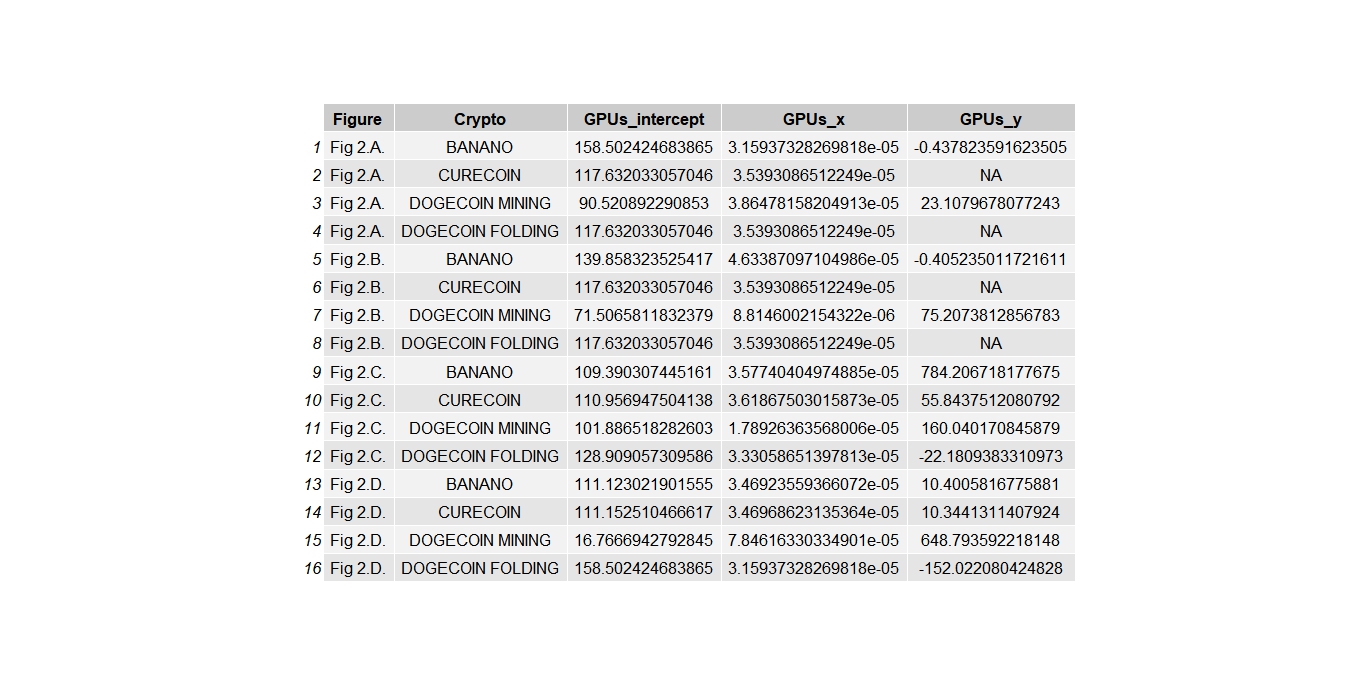 Figure Crypto GPUs_intercept GPUs_x GPUs_y
1 Fig 2.A. BANANO 158.502424683865 3.15937328269818e-05 -0.437823591623505
2 Fig 2.A. CURECOIN 117.632033057046 3.5393086512249e-05 NA
3 Fig 2.A. DOGECOIN MINING 90.520892290853 3.86478158204913e-05 23.1079678077243
4 Fig 2.A. DOGECOIN FOLDING 117.632033057046 3.5393086512249e-05 NA
5 Fig 2.B. BANANO 139.858323525417 4.63387097104986e-05 -0.405235011721611
6 Fig 2.B. CURECOIN 117.632033057046 3.5393086512249e-05 NA
7 Fig 2.B. DOGECOIN MINING 71.5065811832379 8.8146002154322e-06 75.2073812856783
8 Fig 2.B. DOGECOIN FOLDING 117.632033057046 3.5393086512249e-05 NA
9 Fig 2.C. BANANO 109.390307445161 3.57740404974885e-05 784.206718177675
10 Fig 2.C. CURECOIN 110.956947504138 3.61867503015873e-05 55.8437512080792
11 Fig 2.C. DOGECOIN MINING 101.886518282603 1.78926363568006e-05 160.040170845879
12 Fig 2.C. DOGECOIN FOLDING 128.909057309586 3.33058651397813e-05 -22.1809383310973
13 Fig 2.D. BANANO 111.123021901555 3.46923559366072e-05 10.4005816775881
14 Fig 2.D. CURECOIN 111.152510466617 3.46968623135364e-05 10.3441311407924
15 Fig 2.D. DOGECOIN MINING 16.7666942792845 7.84616330334901e-05 648.793592218148
16 Fig 2.D. DOGECOIN FOLDING 158.502424683865 3.15937328269818e-05 -152.022080424828